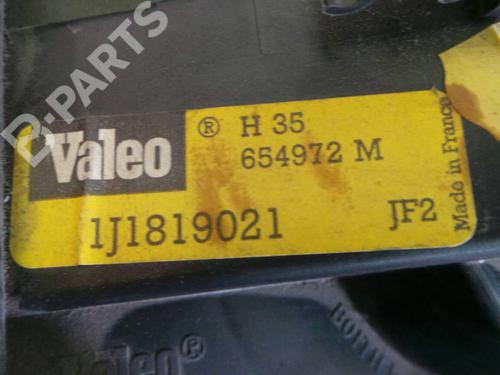 B-PARTS
Valeo ® H 35
654972 M
1J1819021 JF2
Made in France
Valeo®